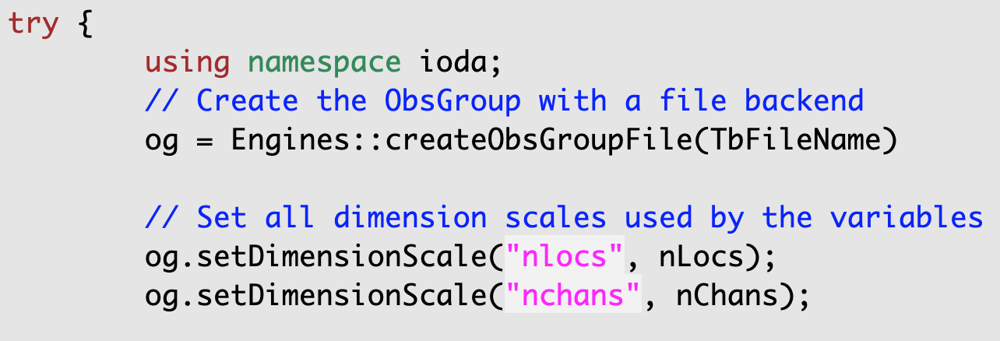 try {
using namespace ioda;
// Create the ObsGroup with a file backend
og = Engines::createObsGroupFile(TbFileName)
// Set all dimension scales used by the variables
og.setDimensionScale("nlocs", nLocs);
og.setDimensionScale("nchans", nChans);